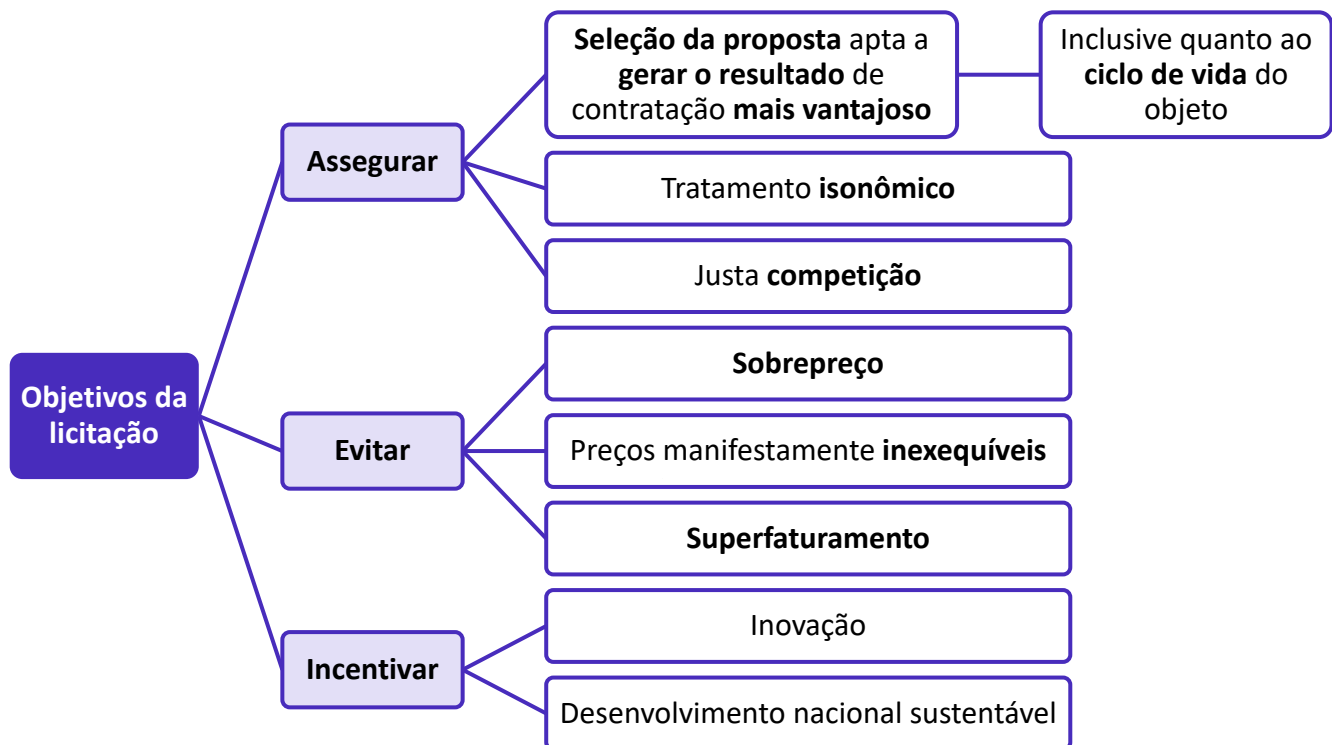 Objetivos da
licitação
Assegurar
Seleção da proposta apta a
gerar o resultado de
contratação mais vantajoso
Inclusive quanto ao
ciclo de vida do
objeto
Tratamento isonômico
Justa competição
Evitar
Sobrepreço
Preços manifestamente inexequíveis
Superfaturamento
Incentivar
Inovação
Desenvolvimento nacional sustentável